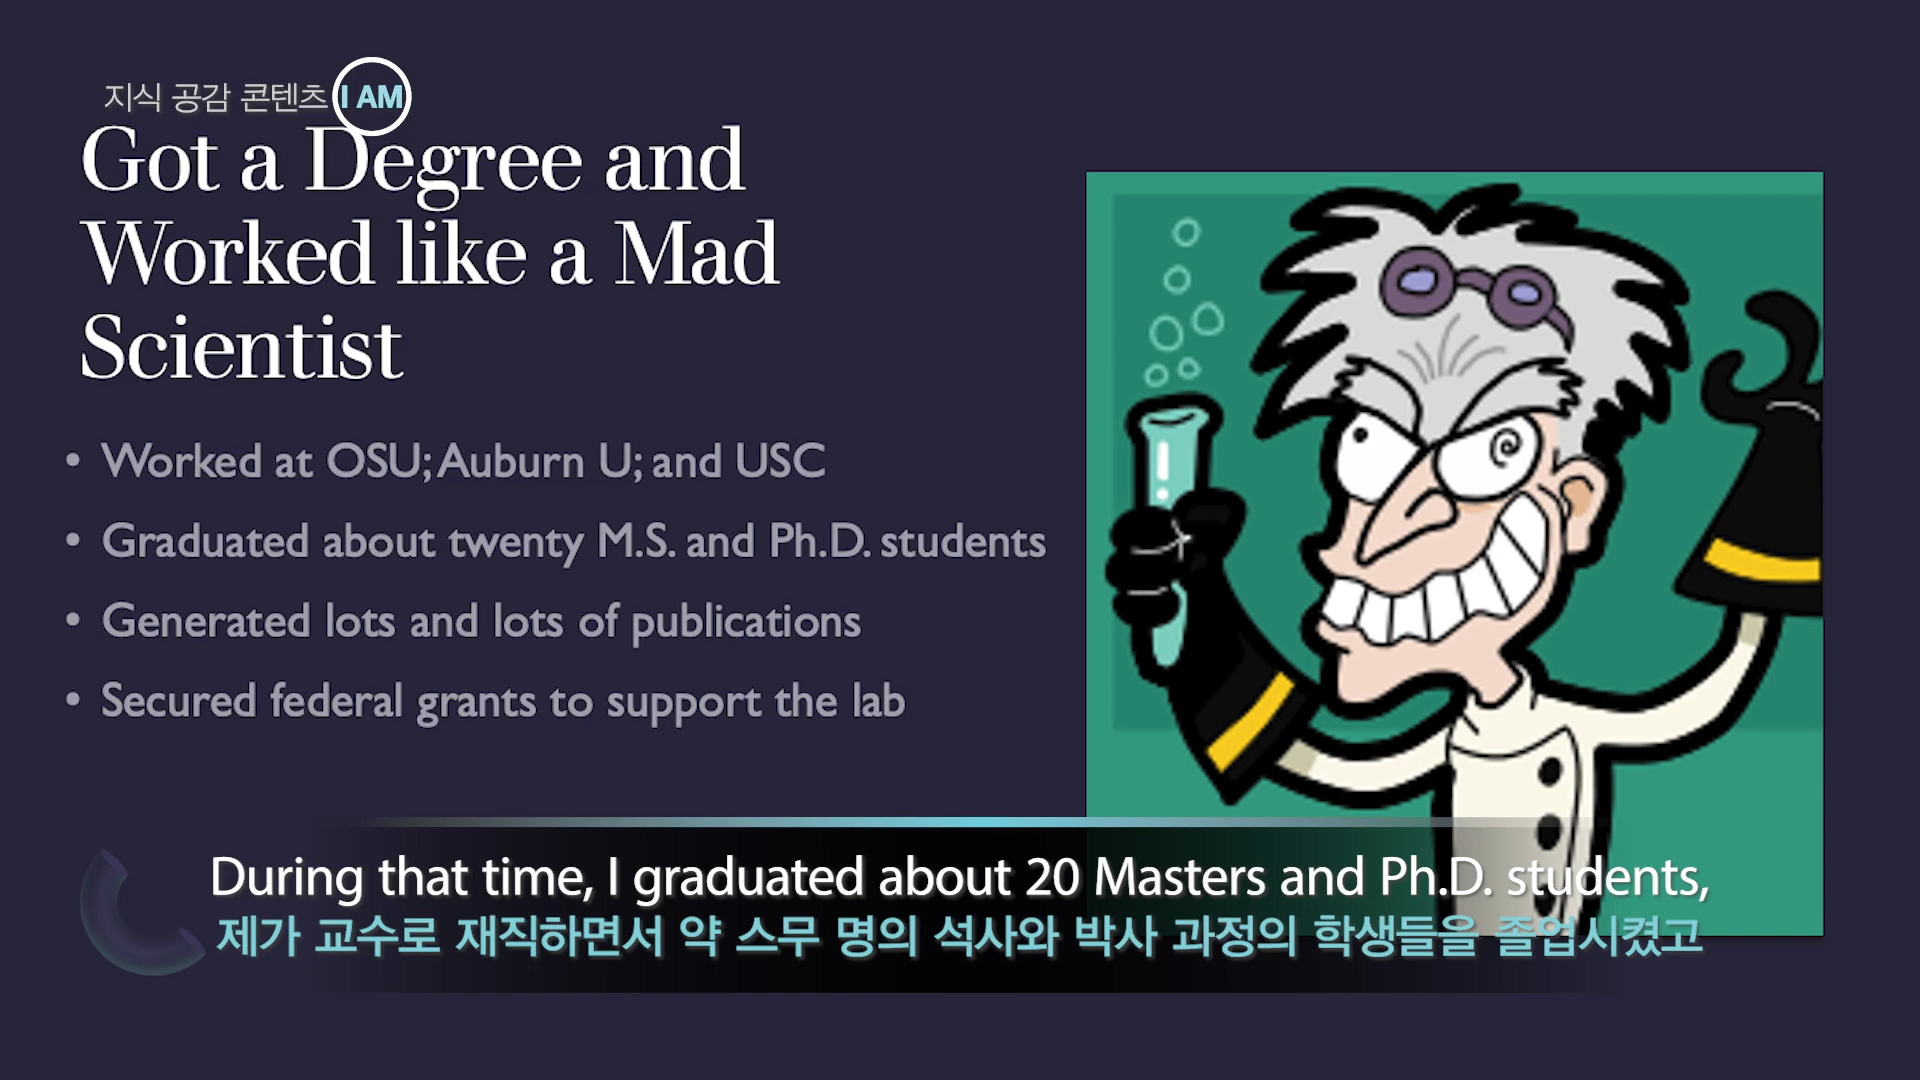 지식 공감 콘텐츠 I AM
Got a Degree and
Worked like a Mad
Scientist
• Worked at OSU; Auburn U; and USC
• Graduated about twenty M.S. and Ph.D. students
• Generated lots and lots of publications
• Secured federal grants to support the lab
During that time, I graduated about 20 Masters and Ph.D. students,
제가 교수로 재직하면서 약 스무 명의 석사와 박사 과정의 학생들을 졸업시켰고